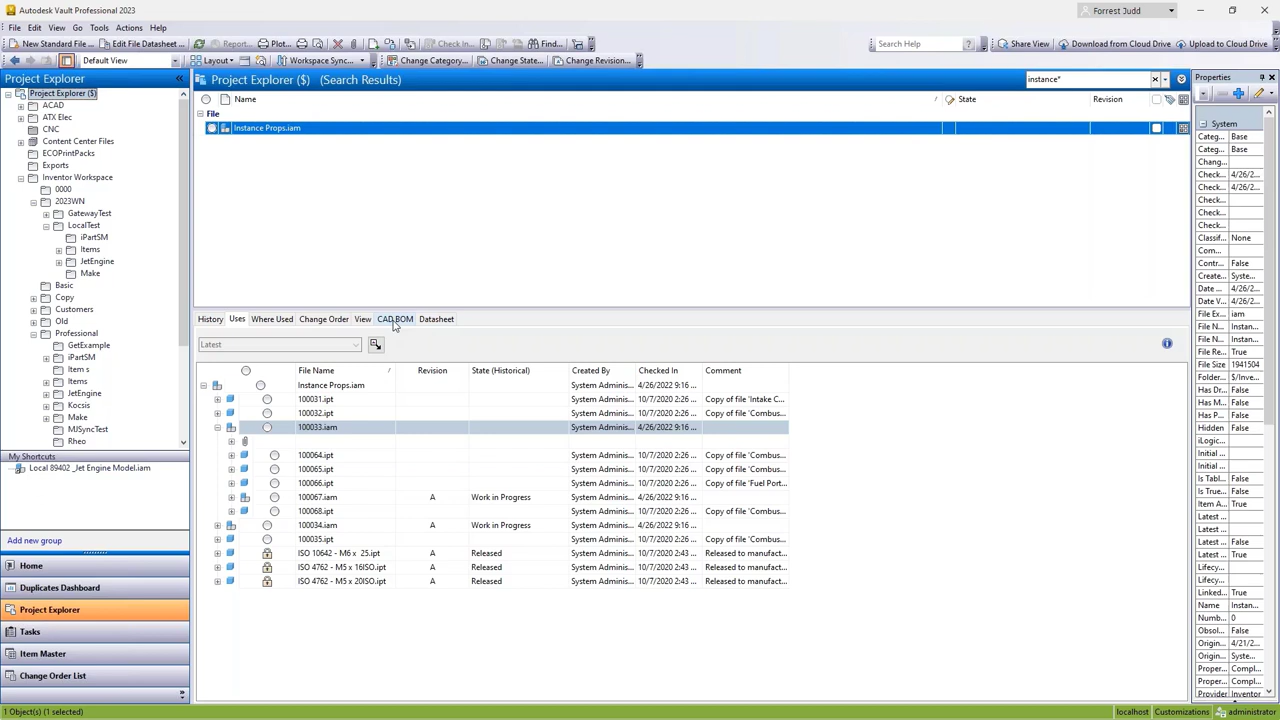 Autodesk Vault Professional 2023
Forrest Judd
File Edit View Go Tools Actions Help
New Standard File ... Edit File Datasheet ... Report... Plot... Check In... Find...
Search Help
Share View Download from Cloud Drive Upload to Cloud Drive
Default View Layout Workspace Sync... Change Category... Change State... Change Revision...
Project Explorer
Project Explorer ($)
ACAD
ATX Elec
CNC
Content Center Files
ECOPrintPacks
Exports
Inventor Workspace
0000
2023WN
GatewayTest
LocalTest
iPartSM
Items
JetEngine
Make
Basic
Copy
Customers
Old
Professional
GetExample
iPartSM
Item s
Items
JetEngine
Kocsis
Make
MJSyncTest
Rheo
My Shortcuts
Local 89402 _Jet Engine Model.iam
Add new group
Home
Duplicates Dashboard
Project Explorer
Tasks
Item Master
Change Order List
Project Explorer ($) (Search Results)
instance*
Name State Revision
File
Instance Props.iam
History Uses Where Used Change Order View CAD BOM Datasheet
Latest
File Name Revision State (Historical) Created By Checked In Comment
Instance Props.iam System Adminis... 4/26/2022 9:16 ...
100031.ipt System Adminis... 10/7/2020 2:26 ... Copy of file 'Intake C...
100032.ipt System Adminis... 10/7/2020 2:26 ... Copy of file 'Combus...
100033.iam System Adminis... 4/26/2022 9:16 ...
100064.ipt System Adminis... 10/7/2020 2:26 ... Copy of file 'Combus...
100065.ipt System Adminis... 10/7/2020 2:26 ... Copy of file 'Combus...
100066.ipt System Adminis... 10/7/2020 2:26 ... Copy of file 'Fuel Port...
100067.iam A Work in Progress System Adminis... 4/26/2022 9:16 ...
100068.ipt System Adminis... 10/7/2020 2:26 ... Copy of file 'Combus...
100034.iam A Work in Progress System Adminis... 4/26/2022 9:16 ...
100035.ipt System Adminis... 10/7/2020 2:26 ... Copy of file 'Combus...
ISO 10642 - M6 x 25.ipt A Released System Adminis... 10/7/2020 2:43 ... Released to manufact...
ISO 4762 - M5 x 16ISO.ipt A Released System Adminis... 10/7/2020 2:43 ... Released to manufact...
ISO 4762 - M5 x 20ISO.ipt A Released System Adminis... 10/7/2020 2:43 ... Released to manufact...
Properties
System
Categ... Base
Categ... Base
Chang...
Check... 4/26/2...
Check... 4/26/2...
Check...
Check...
Check...
Classif... None
Com...
Contr... False
Create... Syste...
Date ... 4/26/2...
Date V... 4/26/2...
File Ex... iam
File N... Instan...
File N... Instan...
File Re... True
File Size 1941504
Folder... $/Inve...
Has D... False
Has M... False
Has P... False
Hidden False
iLogic...
Initial ...
Initial ...
Is Tabl... False
Is True... False
Item A... True
Latest ...
Latest ...
Latest ... False
Latest ... True
Lifecy...
Lifecy...
Linked... True
Name Instan...
Numb... 0
Obsol... False
Origin... 4/21/2...
Origin... Syste...
Proper... Compl...
Proper... Compl...
Provider Inventor
1 Object(s) (1 selected)
localhost Customizations administrator